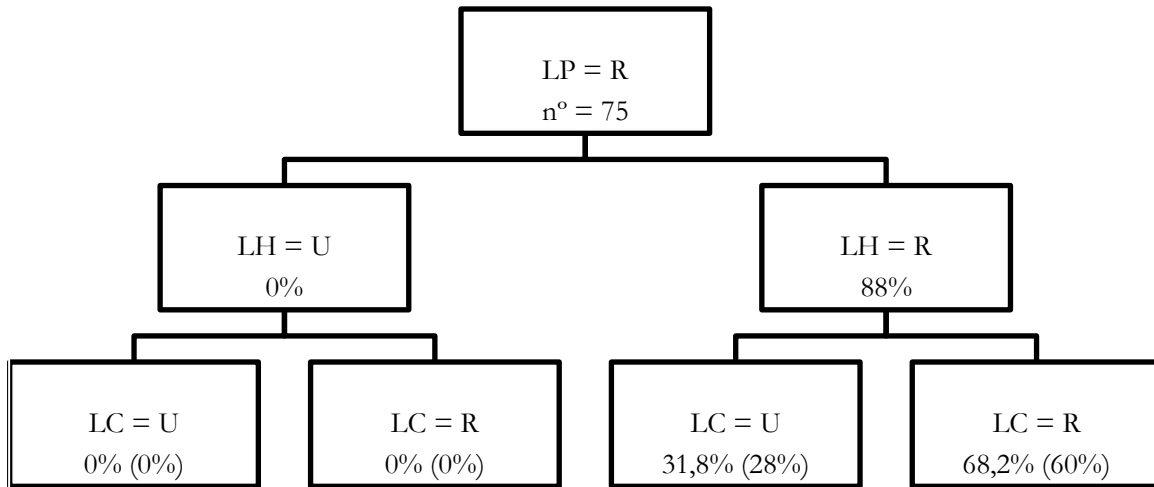 LP = R
nº = 75
LH = U
0%
LH = R
88%
LC = U
0% (0%)
LC = R
0% (0%)
LC = U
31,8% (28%)
LC = R
68,2% (60%)